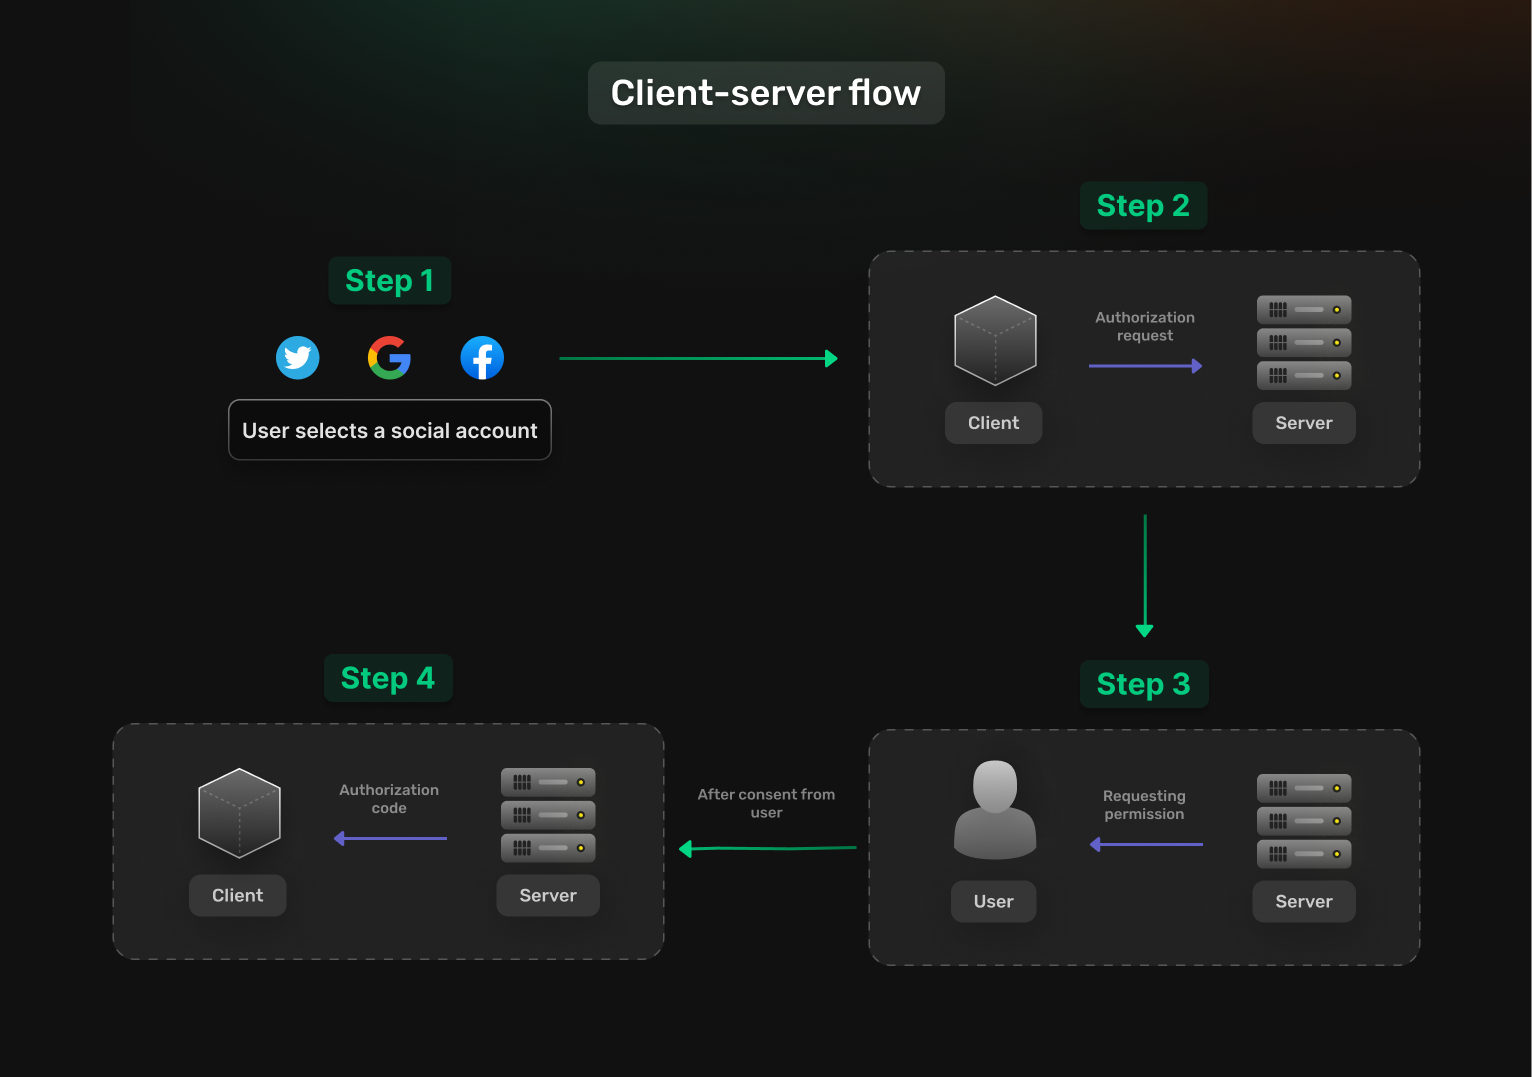 Client-server flow
Step 1
User selects a social account
Step 2
Authorization
request
Client
Server
Step 3
Requesting
permission
User
Server
After consent from
user
Step 4
Authorization
code
Client
Server